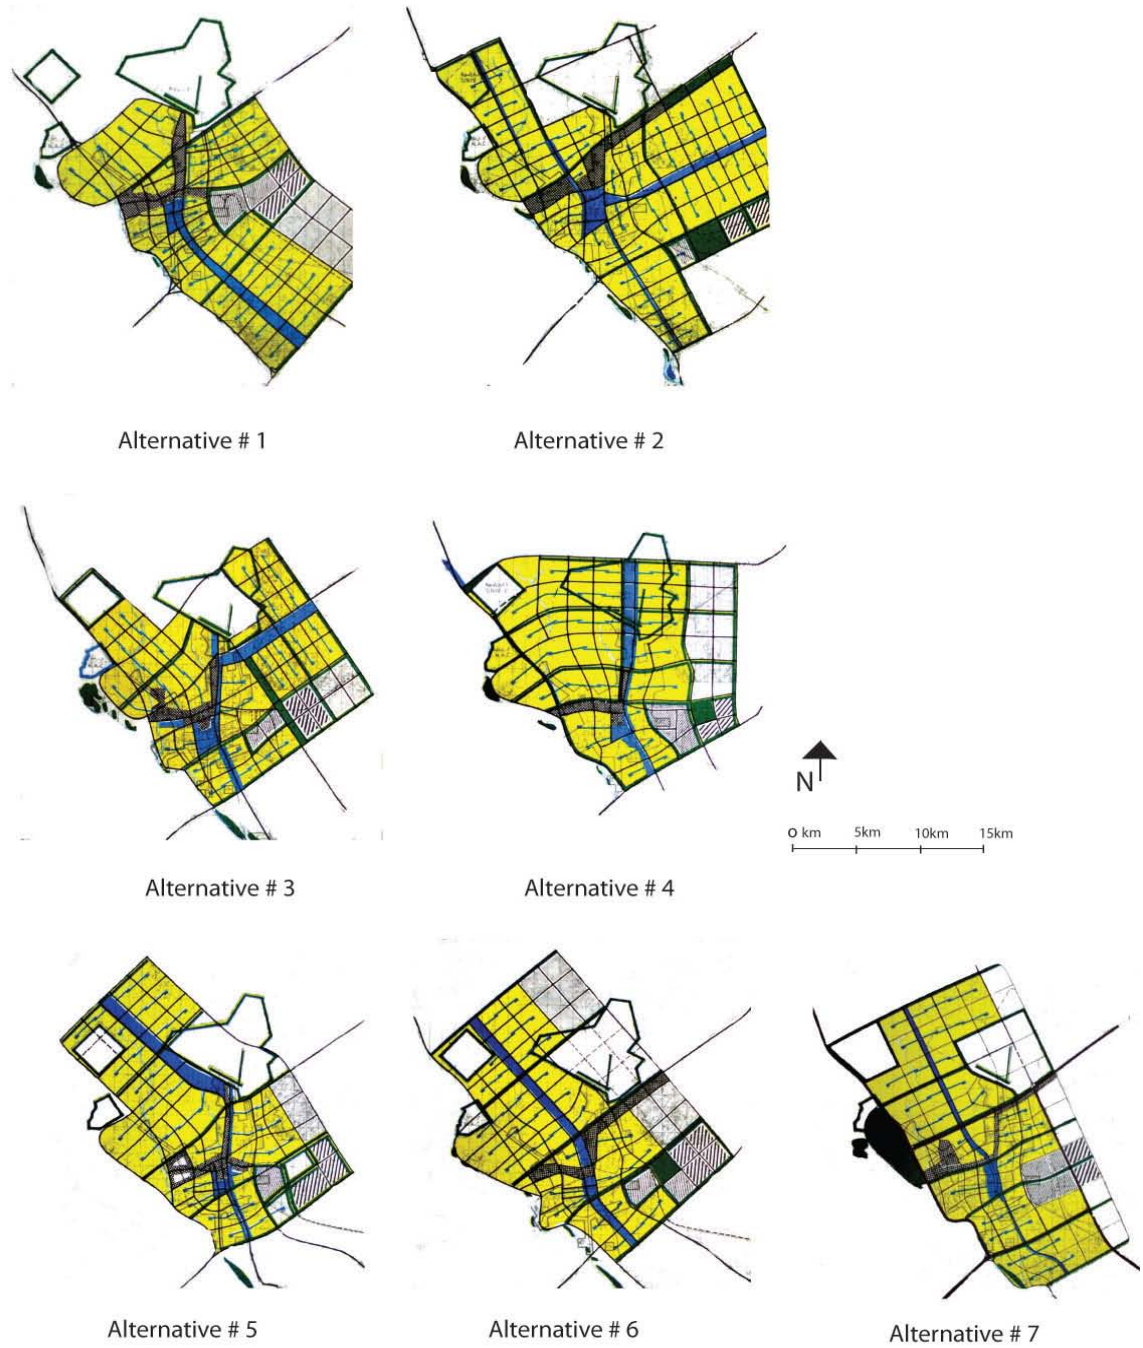 Alternative # 1
Alternative # 2
Alternative # 3
Alternative # 4
N
0 km 5km 10km 15km
Alternative # 5
Alternative # 6
Alternative # 7